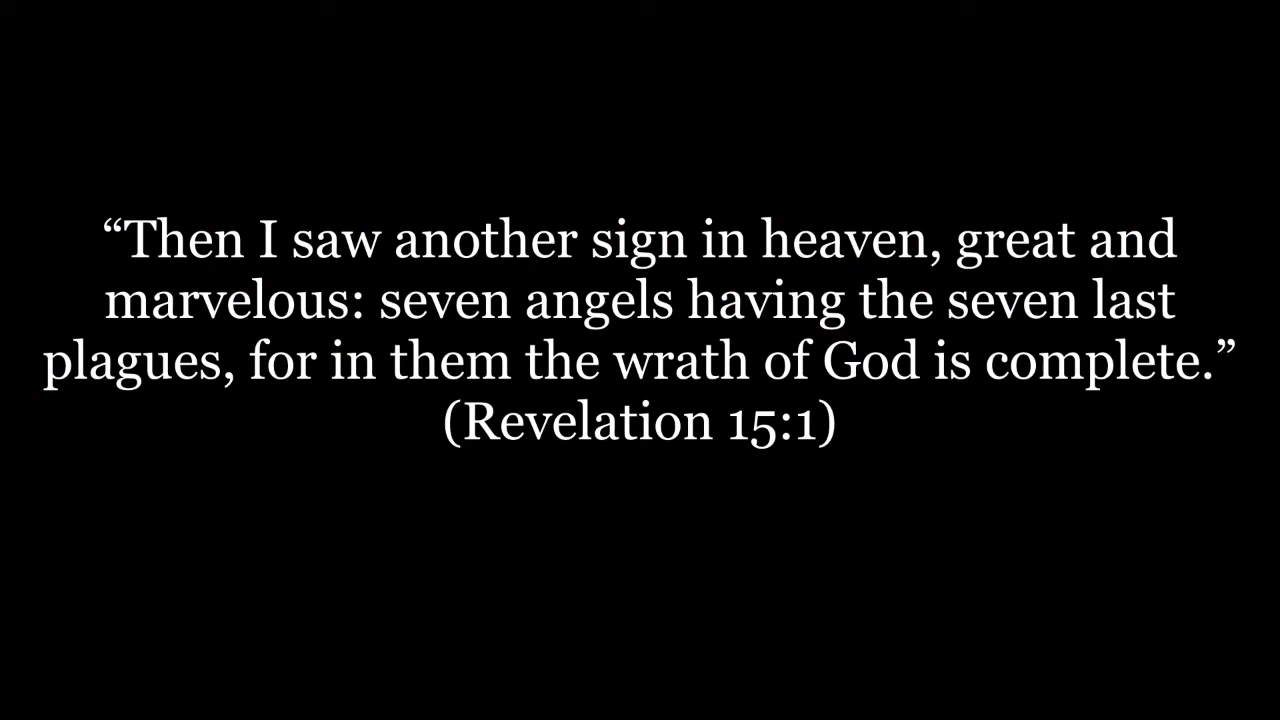 “Then I saw another sign in heaven, great and
marvelous: seven angels having the seven last
plagues, for in them the wrath of God is complete.”
(Revelation 15:1)